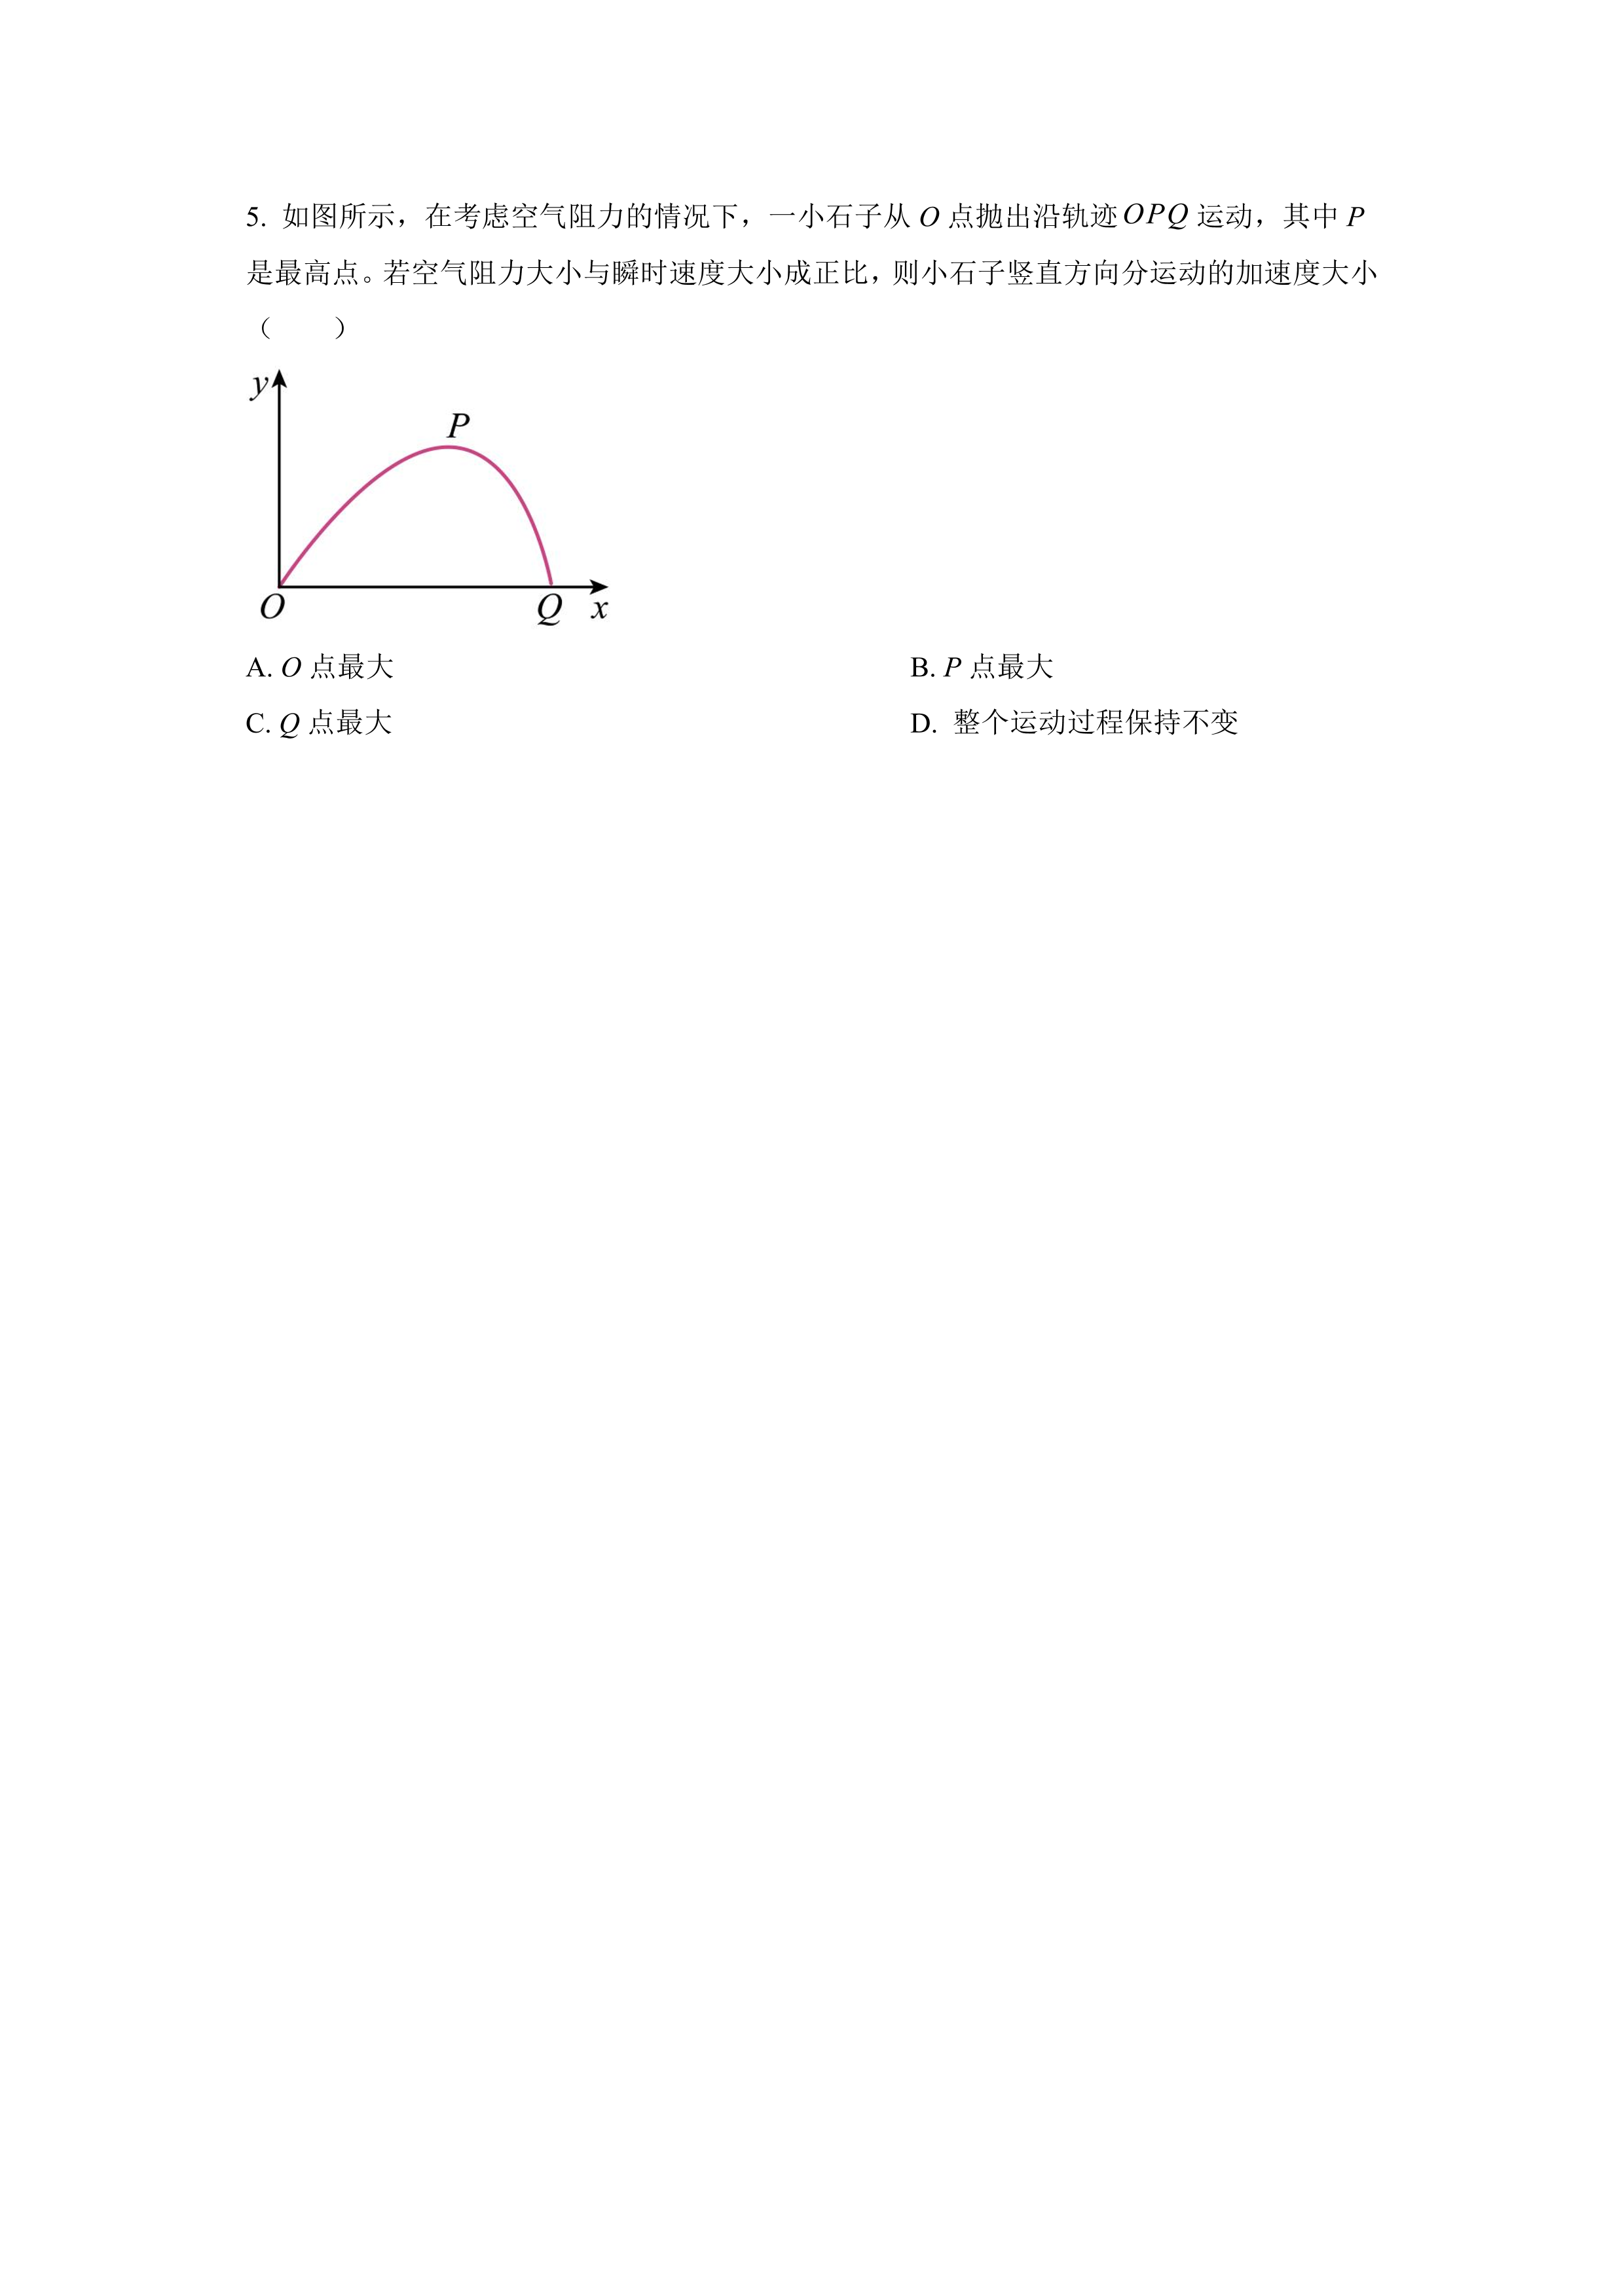 5. 如图所示，在考虑空气阻力的情况下，一小石子从 O 点抛出沿轨迹 OPQ 运动，其中 P
是最高点。若空气阻力大小与瞬时速度大小成正比，则小石子竖直方向分运动的加速度大小
（　　）
y
P
O
Q
x
A. O 点最大
B. P 点最大
C. Q 点最大
D. 整个运动过程保持不变